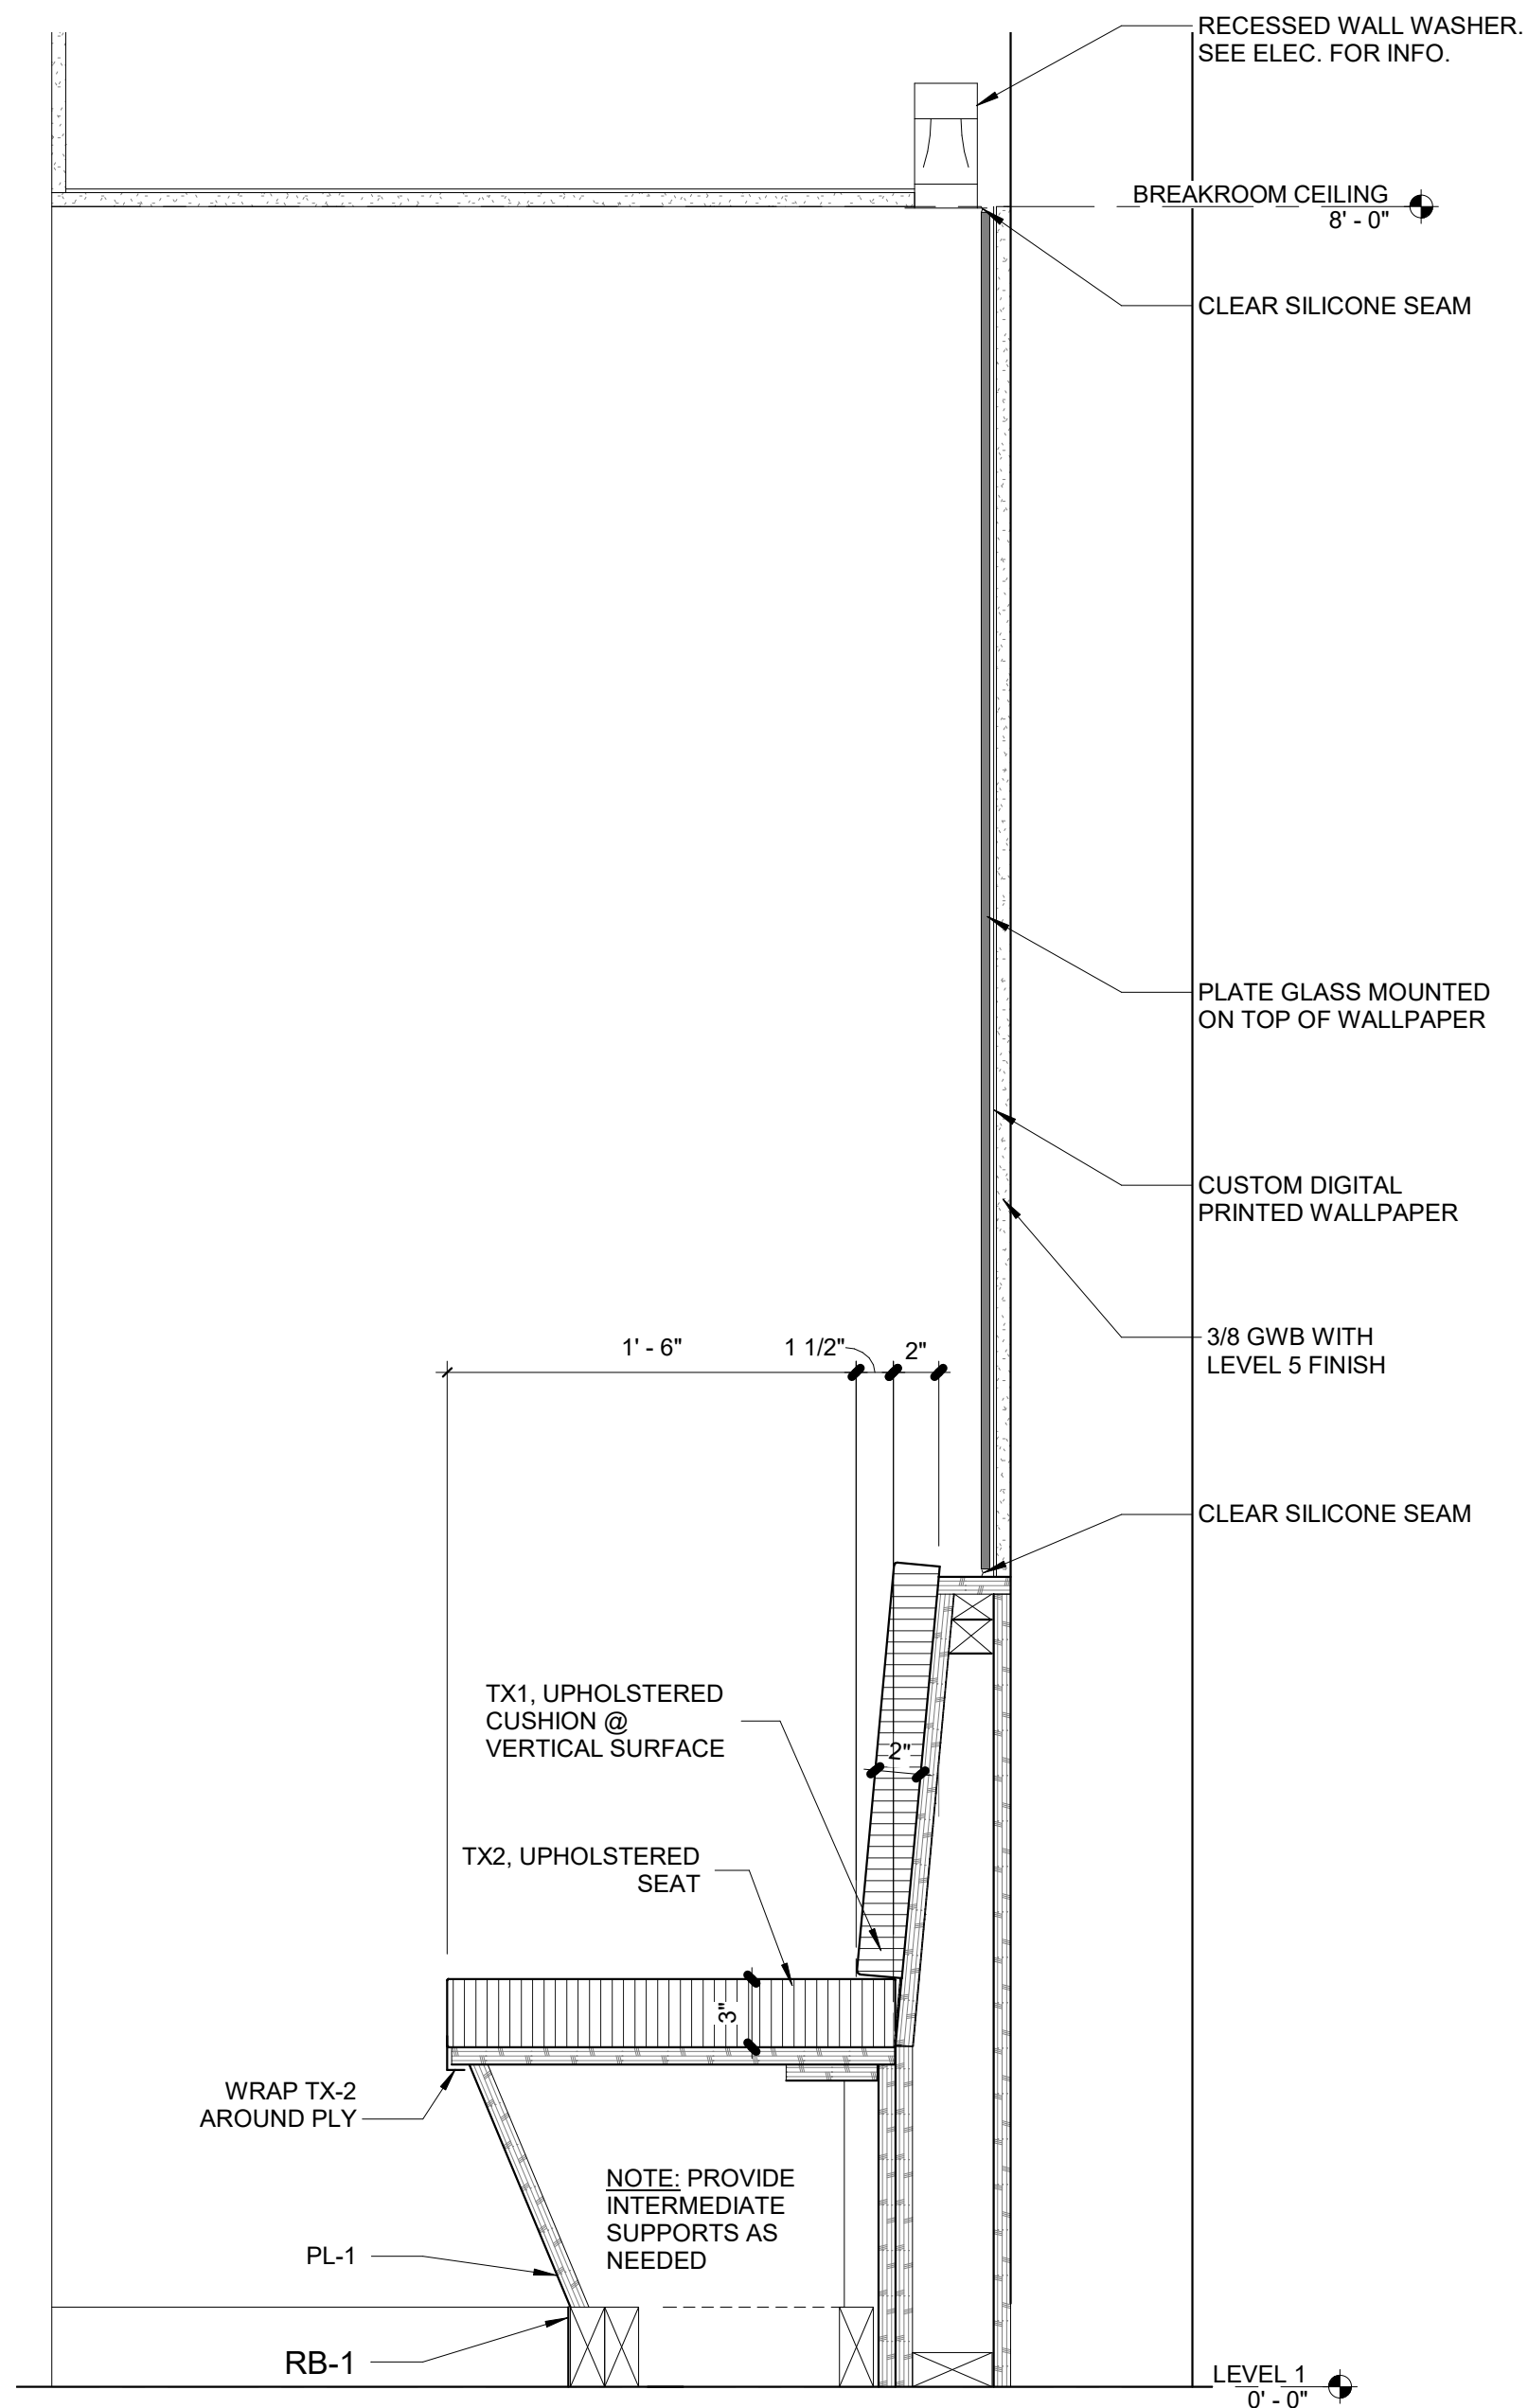 RECESSED WALL WASHER.
SEE ELEC. FOR INFO.
BREAKROOM CEILING
8' - 0"
CLEAR SILICONE SEAM
PLATE GLASS MOUNTED
ON TOP OF WALLPAPER
CUSTOM DIGITAL
PRINTED WALLPAPER
3/8 GWB WITH
LEVEL 5 FINISH
1' - 6"
1 1/2"
2"
CLEAR SILICONE SEAM
TX1, UPHOLSTERED
CUSHION @
VERTICAL SURFACE
2"
TX2, UPHOLSTERED
SEAT
3"
WRAP TX-2
AROUND PLY
NOTE: PROVIDE
INTERMEDIATE
SUPPORTS AS
NEEDED
PL-1
RB-1
LEVEL 1
0' - 0"